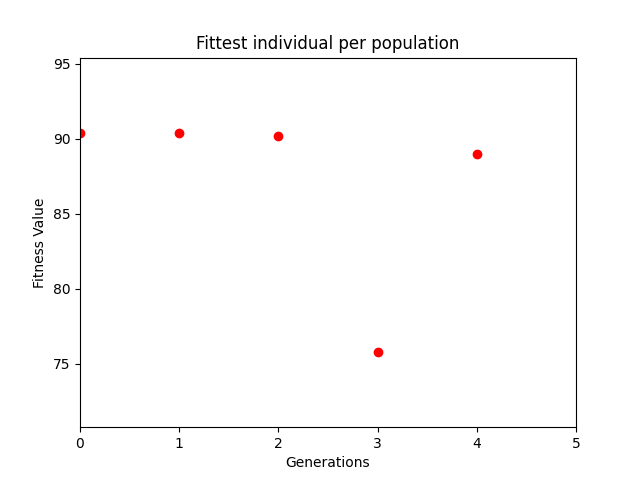 Fittest individual per population
95
90
85
80
75
Fitness Value
0 1 2 3 4 5
Generations